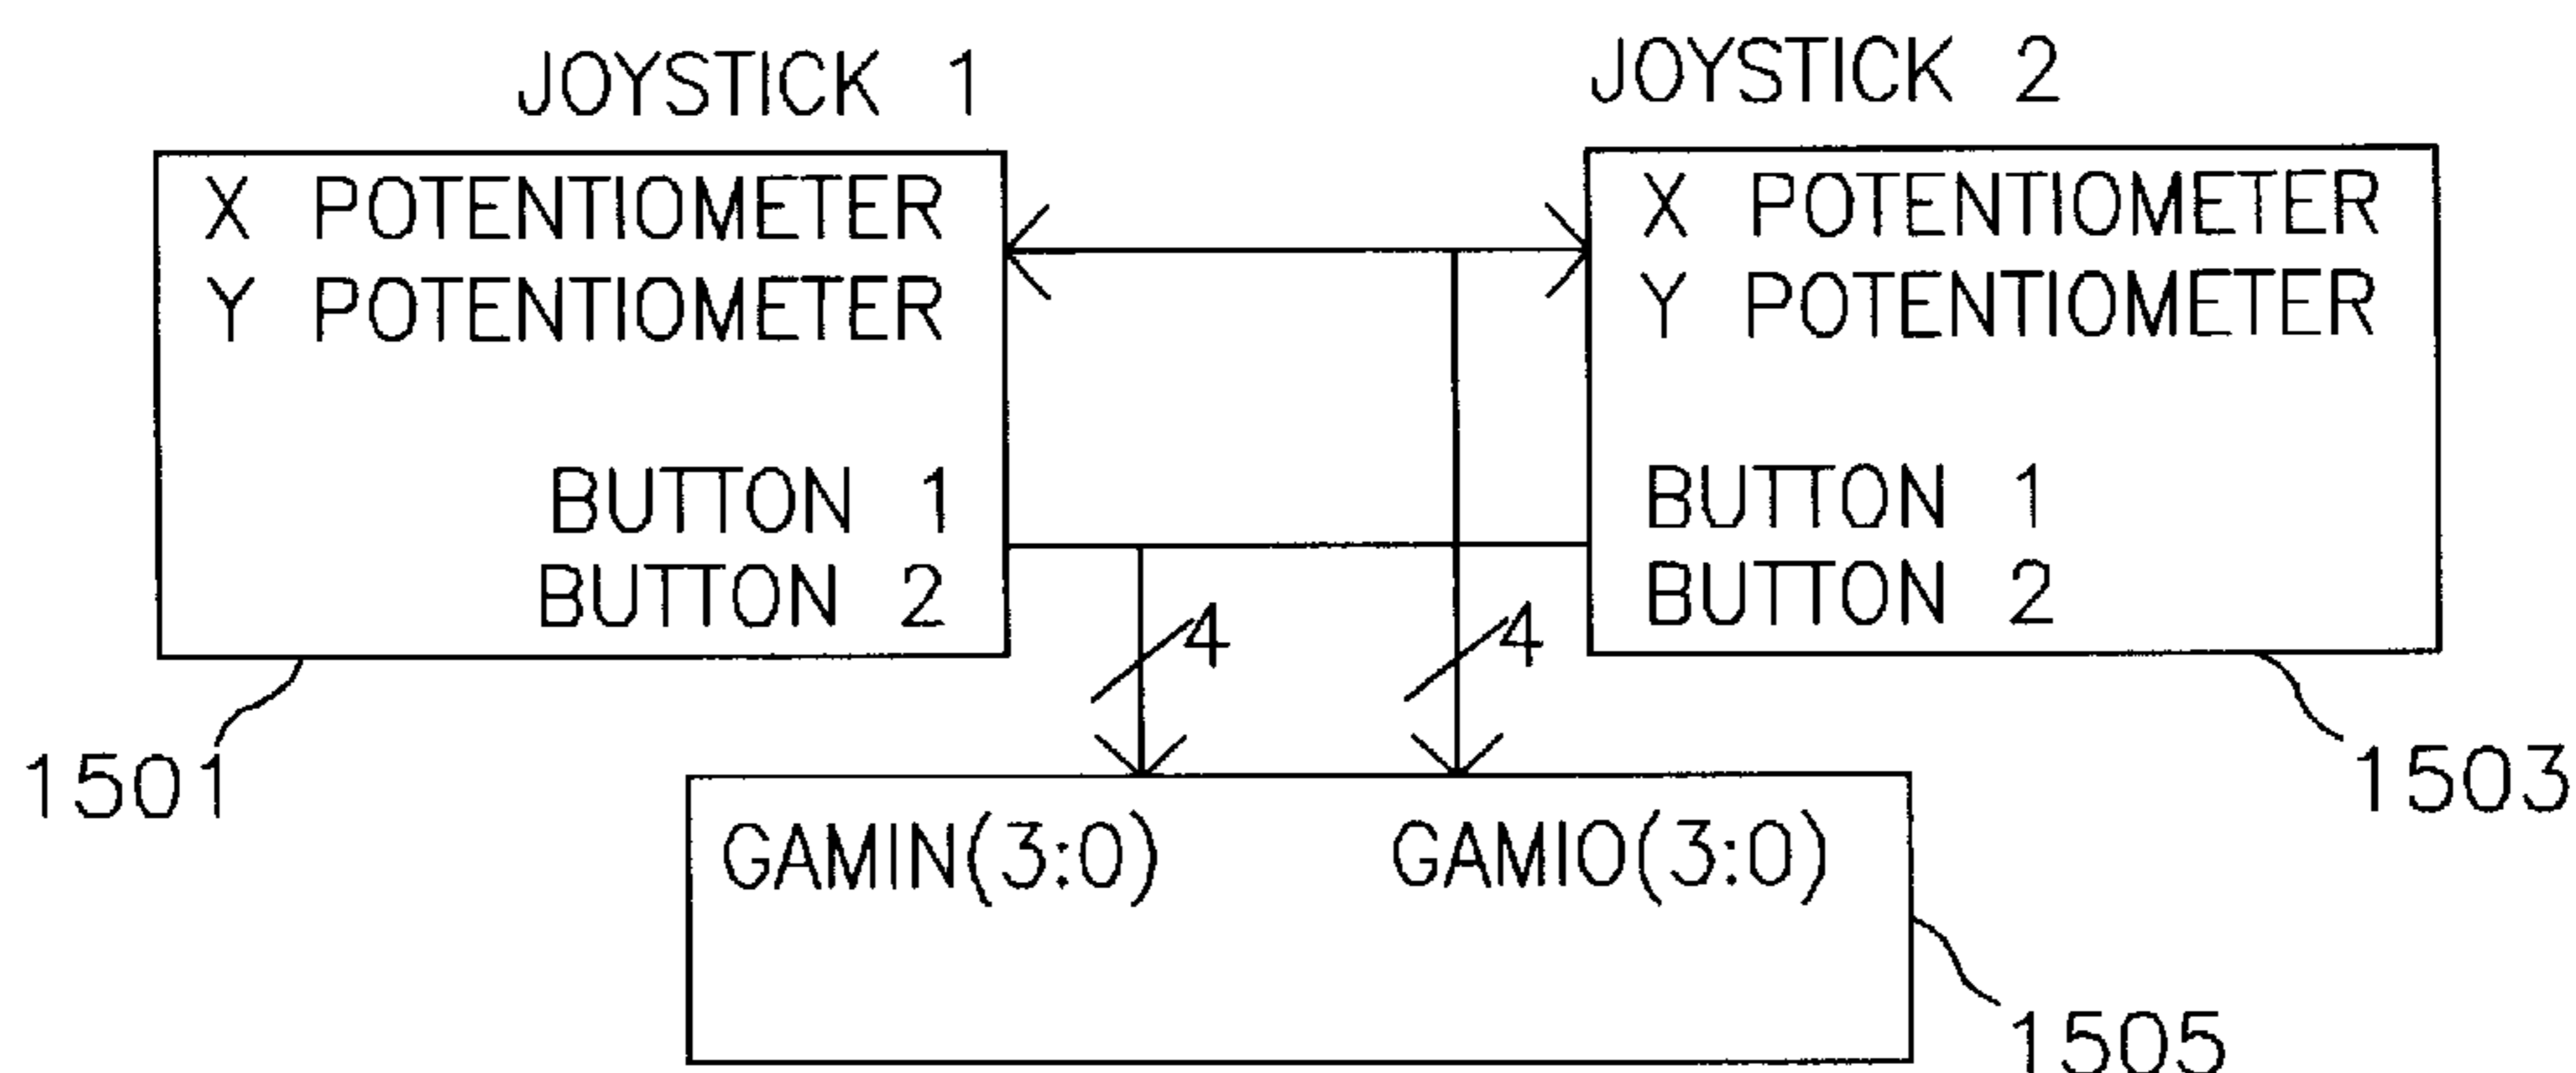 JOYSTICK 1
X POTENTIOMETER
Y POTENTIOMETER
BUTTON 1
BUTTON 2
1501
JOYSTICK 2
X POTENTIOMETER
Y POTENTIOMETER
BUTTON 1
BUTTON 2
1503
4
4
GAMIN(3:0)
GAMIO(3:0)
1505